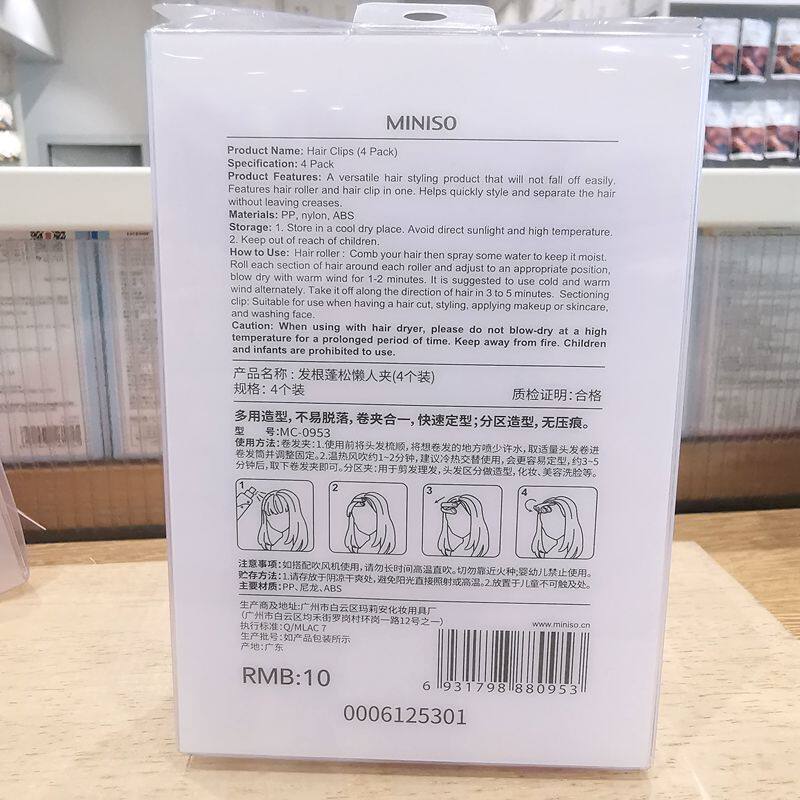 MINISO
Product Name: Hair Clips (4 Pack)
Specification: 4 Pack
Product Features: A versatile hair styling product that will not fall off easily.
Features hair roller and hair clip in one. Helps quickly style and separate the hair
without leaving creases.
Materials: PP, nylon, ABS
Storage: 1. Store in a cool dry place. Avoid direct sunlight and high temperature.
2. Keep out of reach of children.
How to Use: Hair roller : Comb your hair then spray some water to keep it moist.
Roll each section of hair around each roller and adjust to an appropriate position,
blow dry with warm wind for 1-2 minutes. It is suggested to use cold and warm
wind alternately. Take it off along the direction of hair in 3 to 5 minutes. Sectioning
clip: Suitable for use when having a hair cut, styling, applying makeup or skincare,
and washing face.
Caution: When using with hair dryer, please do not blow-dry at a high
temperature for a prolonged period of time. Keep away from fire. Children
and infants are prohibited to use.
产品名称：发根蓬松懒人夹(4个装)
规格：4个装 质检证明：合格
多用造型，不易脱落，卷夹合一，快速定型；分区造型，无压痕。
型 号:MC-0953
使用方法：卷发夹：1.使用前将头发梳顺，将想卷发的地方喷少许水，取适量头发卷进
卷发筒并调整固定。2.温热风吹约1~2分钟，建议冷热交替使用，会更容易定型，约3~5
分钟后，取下卷发夹即可。分区夹：用于剪发理发，头发区分做造型，化妆、美容洗脸等。
1 2 3 4
注意事项：如搭配吹风机使用，请勿长时间高温直吹。切勿靠近火种；婴幼儿禁止使用。
贮存方法：1.请存放于阴凉干爽处，避免阳光直接照射或高温。2.放置于儿童不可触及处。
主要材质：PP、尼龙、ABS
生产商及地址：广州市白云区玛莉安化妆用具厂
（广州市白云区均禾街罗岗村环岗一路12号之一）
执行标准：Q/MLAC 7
生产批号：如产品包装所示
产地：广东
www.miniso.cn
RMB:10
6 931798 880953
0006125301